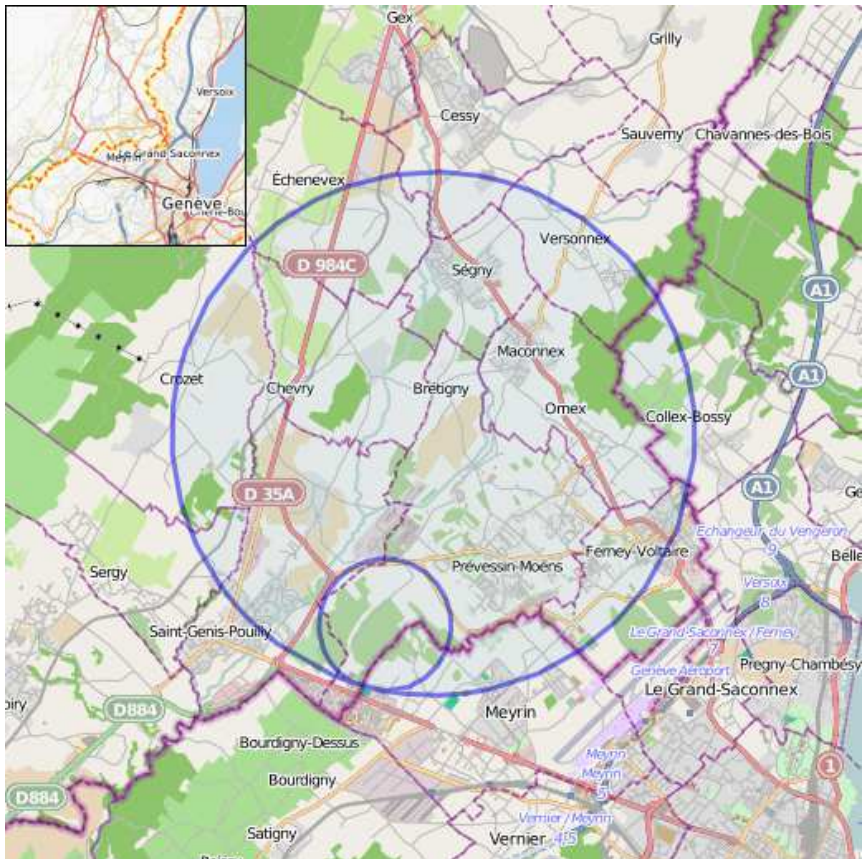 Gex
Grilly
Versoix
Cessy
Sauverny
Chavannes-des-Bois
Le Grand Saconnex
Meyrin
Échenevex
Genève
Versonnex
D 984C
Ségny
A1
Maconnex
A1
Crozet
Chevry
Brétigny
Ornex
Collex-Bossy
D 35A
A1
Echangeur du Vengeron
9
Ferney-Voltaire
Prévessin-Moëns
Sergy
Versoix
8
Saint-Genis-Pouilly
Le Grand-Saconnex / Ferney
7
Pregny-Chambésy
Genève Aéroport
Le Grand-Saconnex
D884
Meyrin
Bourdigny-Dessus
Meyrin
Meyrin
5
1
Bourdigny
D884
Vernier / Meyrin
4,5
Satigny
Vernier